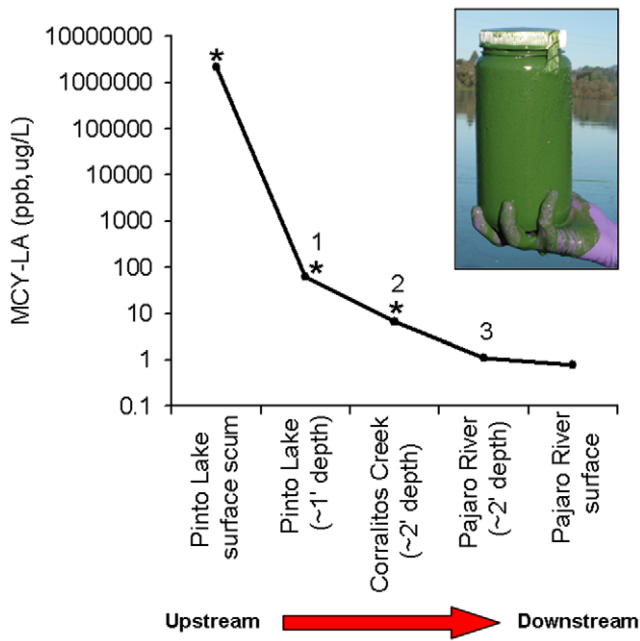 10000000
1000000
100000
10000
1000
100
10
1
0.1
MCY-LA (ppb,ug/L)
*
1
*
2
*
3
Pinto Lake
surface scum
Pinto Lake
(~1' depth)
Corralitos Creek
(~2' depth)
Pajaro River
(~2' depth)
Pajaro River
surface
Upstream
Downstream